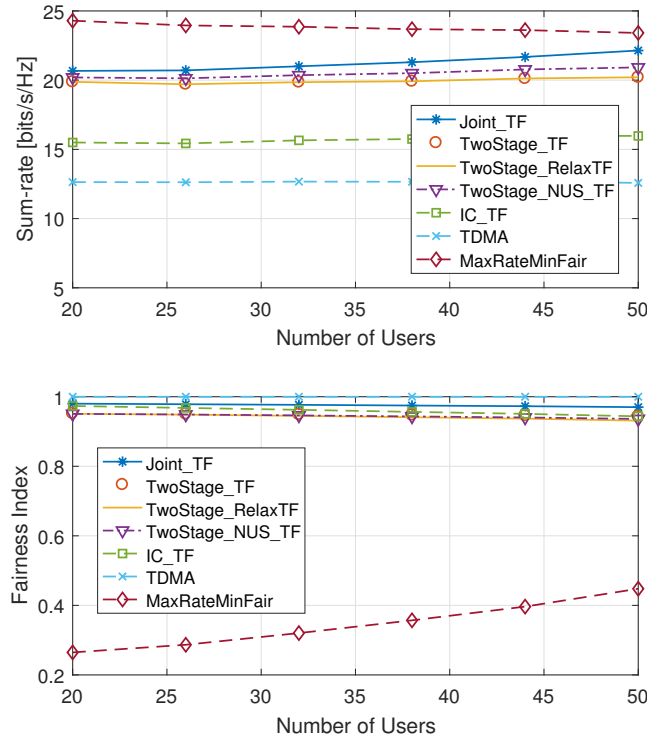 25
20
15
10
5
Sum-rate [bits/s/Hz]
Joint_TF
TwoStage_TF
TwoStage_RelaxTF
TwoStage_NUS_TF
IC_TF
TDMA
MaxRateMinFair
20 25 30 35 40 45 50
Number of Users
1
0.8
0.6
0.4
0.2
Fairness Index
Joint_TF
TwoStage_TF
TwoStage_RelaxTF
TwoStage_NUS_TF
IC_TF
TDMA
MaxRateMinFair
20 25 30 35 40 45 50
Number of Users